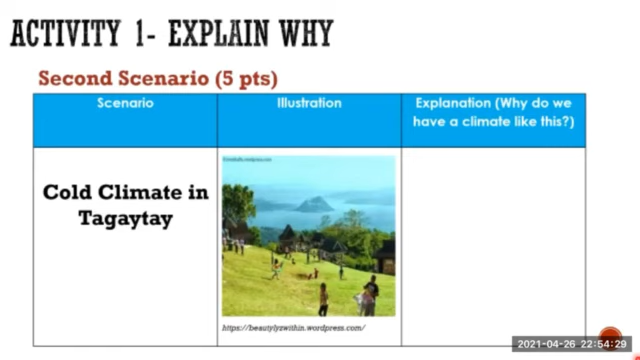 ACTIVITY 1- EXPLAIN WHY
Second Scenario (5 pts)
Scenario
Illustration
Explanation (Why do we
have a climate like this?)
Cold Climate in
Tagaytay
https://beautylyzwithin.wordpress.com/
2021-04-26 22:54:29